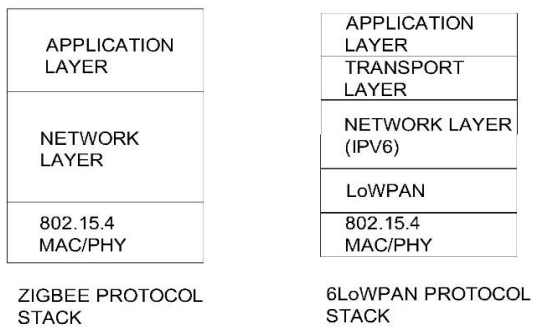 APPLICATION
LAYER
NETWORK
LAYER
802.15.4
MAC/PHY
ZIGBEE PROTOCOL
STACK
APPLICATION
LAYER
TRANSPORT
LAYER
NETWORK LAYER
(IPV6)
LoWPAN
802.15.4
MAC/PHY
6LoWPAN PROTOCOL
STACK